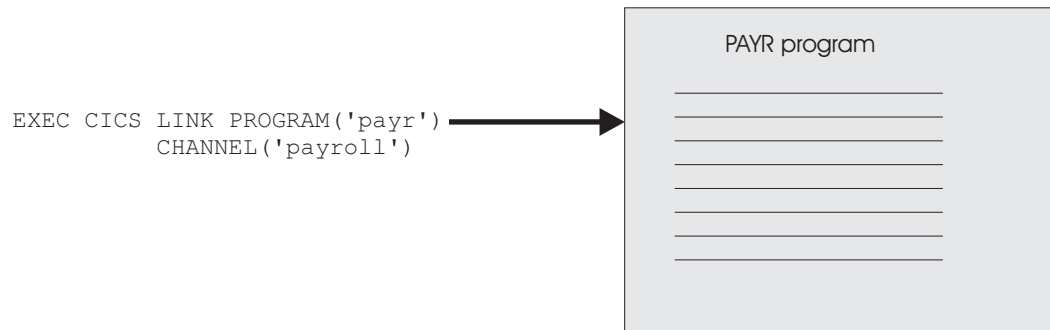 PAYR program
EXEC CICS LINK PROGRAM('payr')
CHANNEL('payroll')